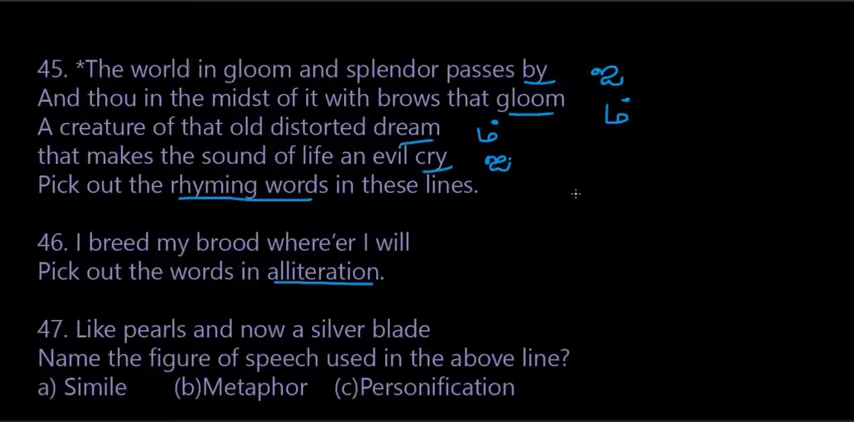 45. *The world in gloom and splendor passes by ஐ
And thou in the midst of it with brows that gloom ம்
A creature of that old distorted dream ம்
that makes the sound of life an evil cry ஐ
Pick out the rhyming words in these lines.
46. I breed my brood where'er I will
Pick out the words in alliteration.
47. Like pearls and now a silver blade
Name the figure of speech used in the above line?
a) Simile (b)Metaphor (c)Personification